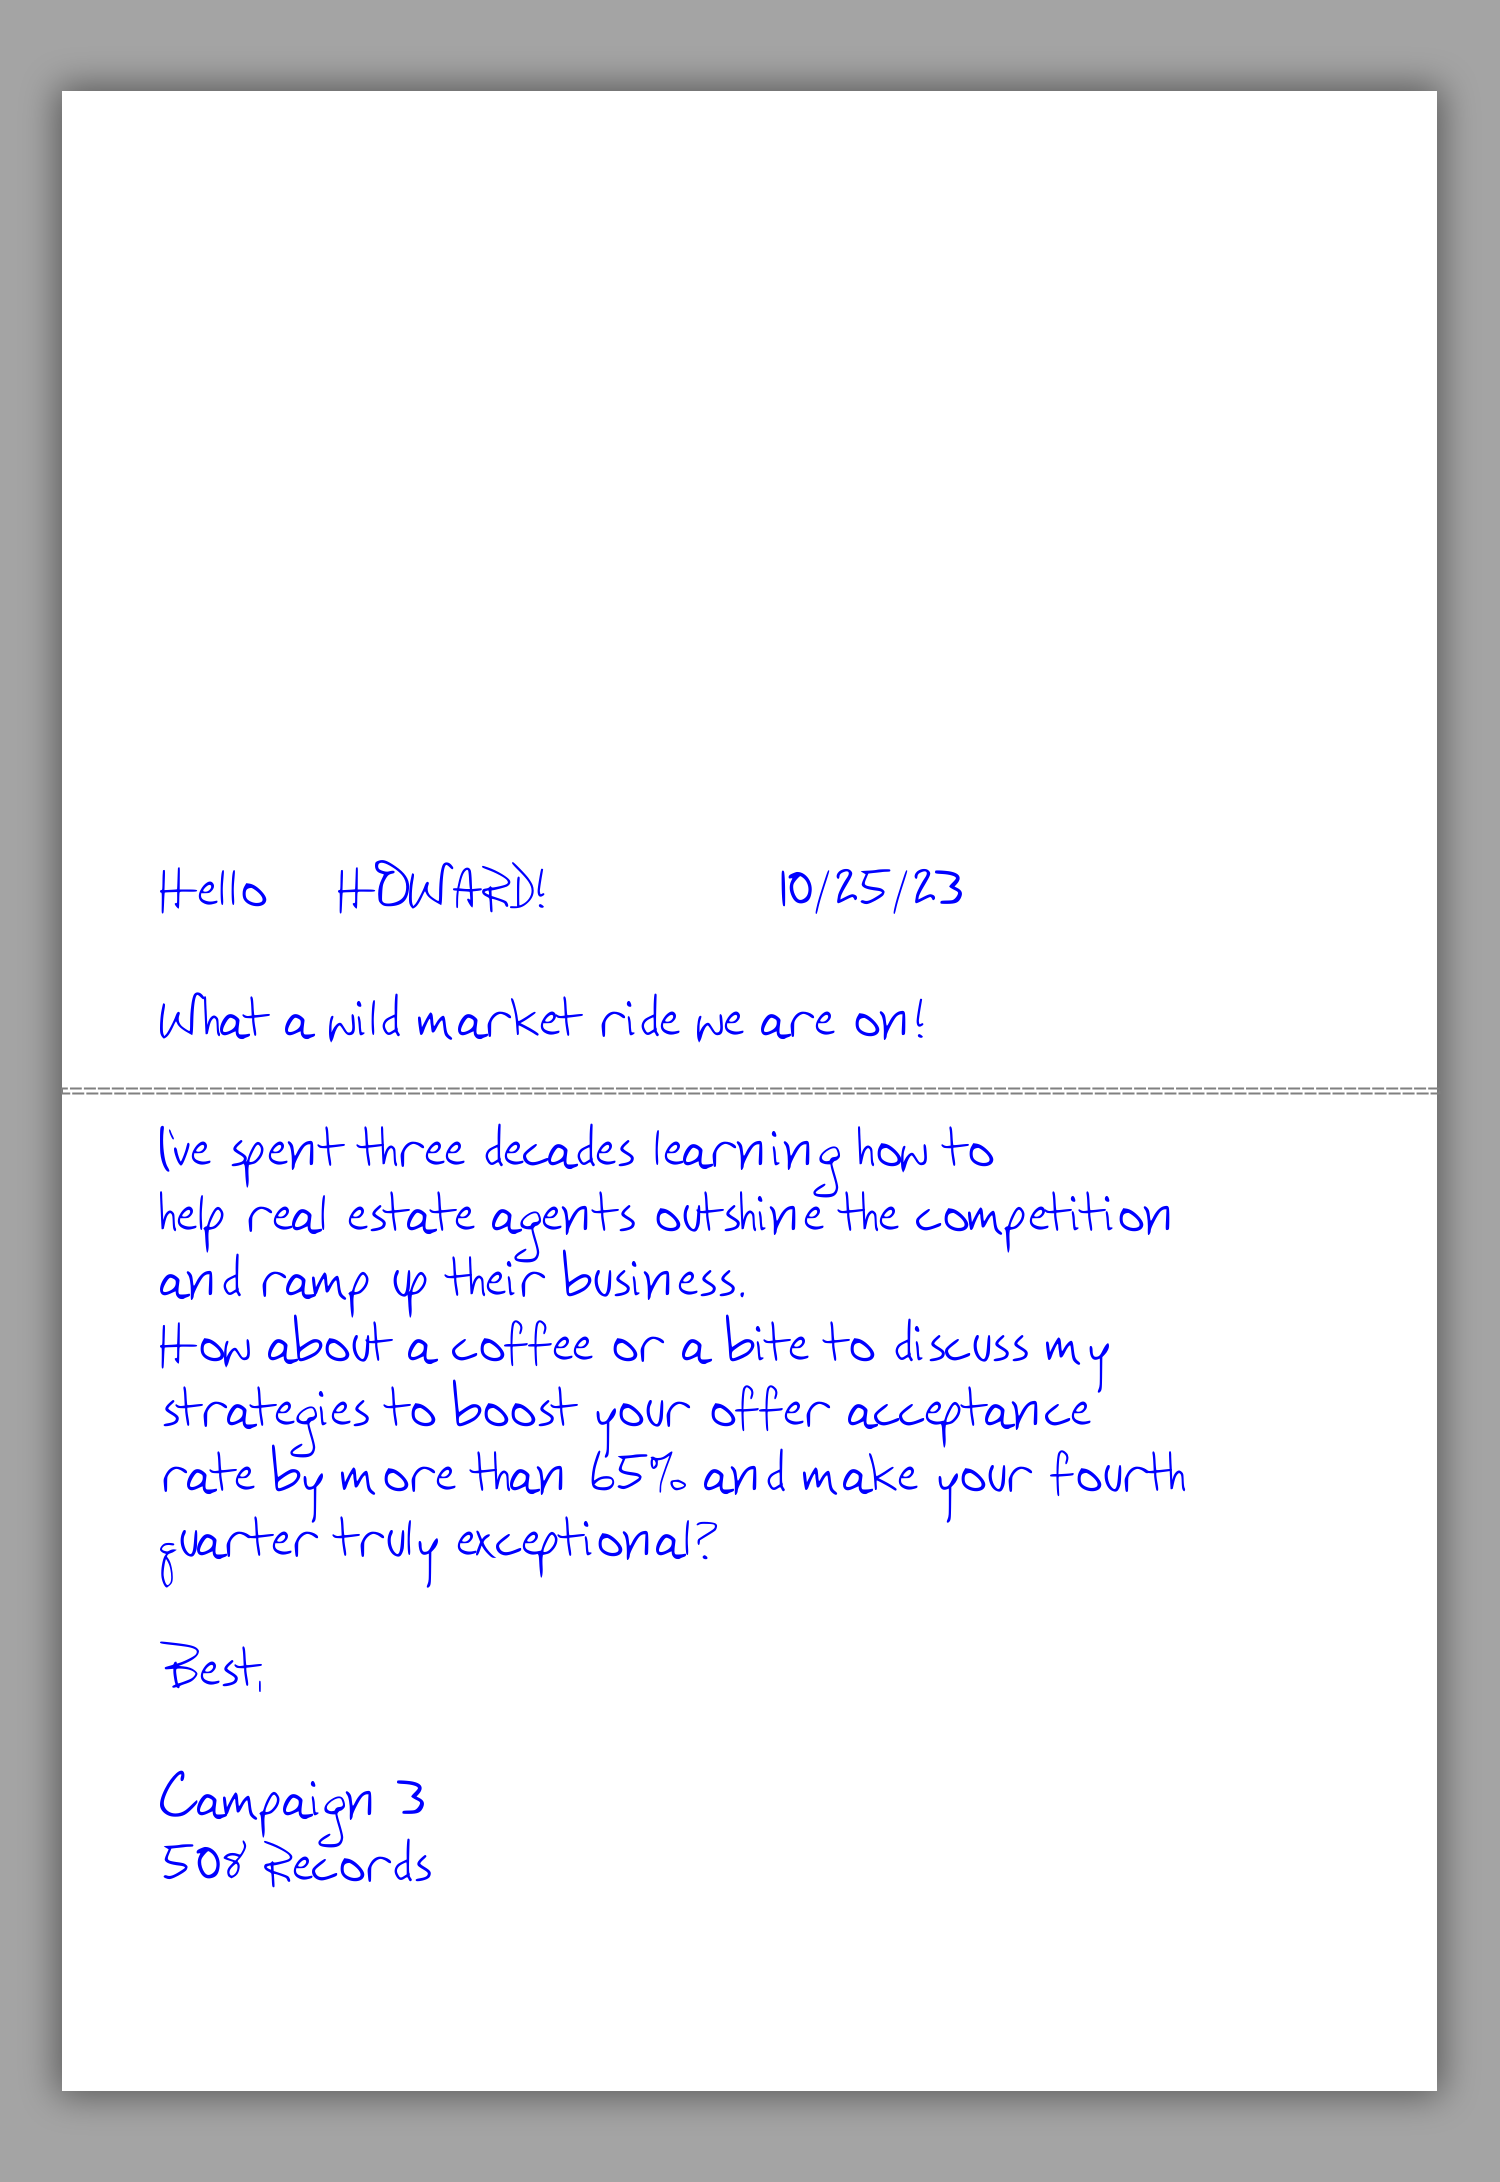 Hello HOWARD! 10/25/23
What a wild market ride we are on!
I've spent three decades learning how to
help real estate agents outshine the competition
and ramp up their business.
How about a coffee or a bite to discuss my
strategies to boost your offer acceptance
rate by more than 65% and make your fourth
quarter truly exceptional?
Best,
Campaign 3
508 Records